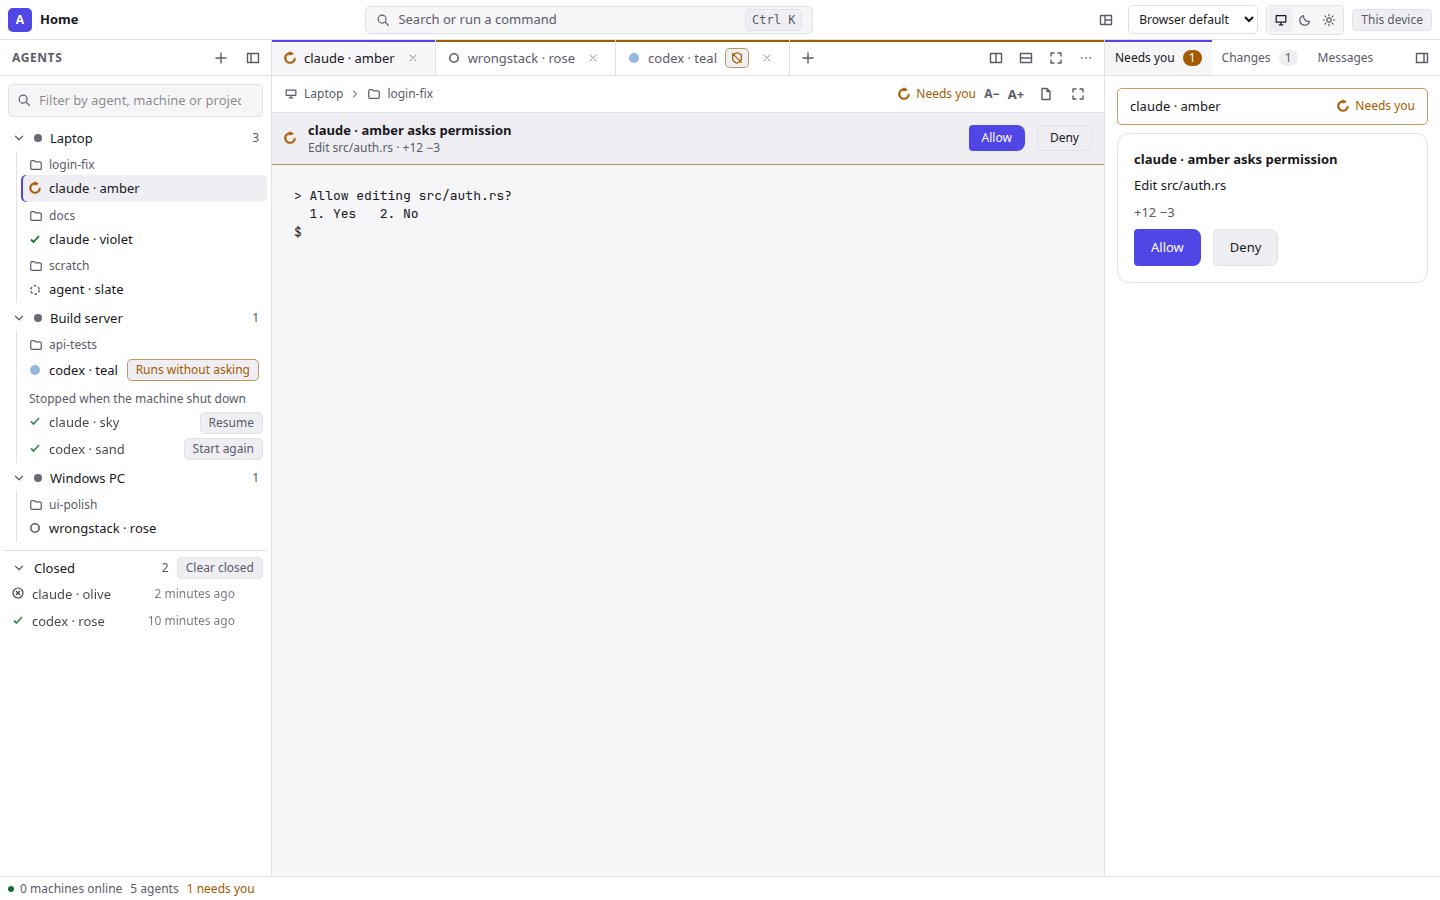 A Home
Search or run a command Ctrl K
Browser default
This device
AGENTS
Filter by agent, machine or projec
Laptop 3
login-fix
claude · amber
docs
claude · violet
scratch
agent · slate
Build server 1
api-tests
codex · teal Runs without asking
Stopped when the machine shut down
claude · sky Resume
codex · sand Start again
Windows PC 1
ui-polish
wrongstack · rose
Closed 2 Clear closed
claude · olive 2 minutes ago
codex · rose 10 minutes ago
claude · amber
wrongstack · rose
codex · teal
Laptop login-fix
Needs you A− A+
claude · amber asks permission
Edit src/auth.rs · +12 −3
Allow Deny
> Allow editing src/auth.rs?
1. Yes 2. No
$
Needs you 1 Changes 1 Messages
claude · amber Needs you
claude · amber asks permission
Edit src/auth.rs
+12 −3
Allow Deny
0 machines online 5 agents 1 needs you